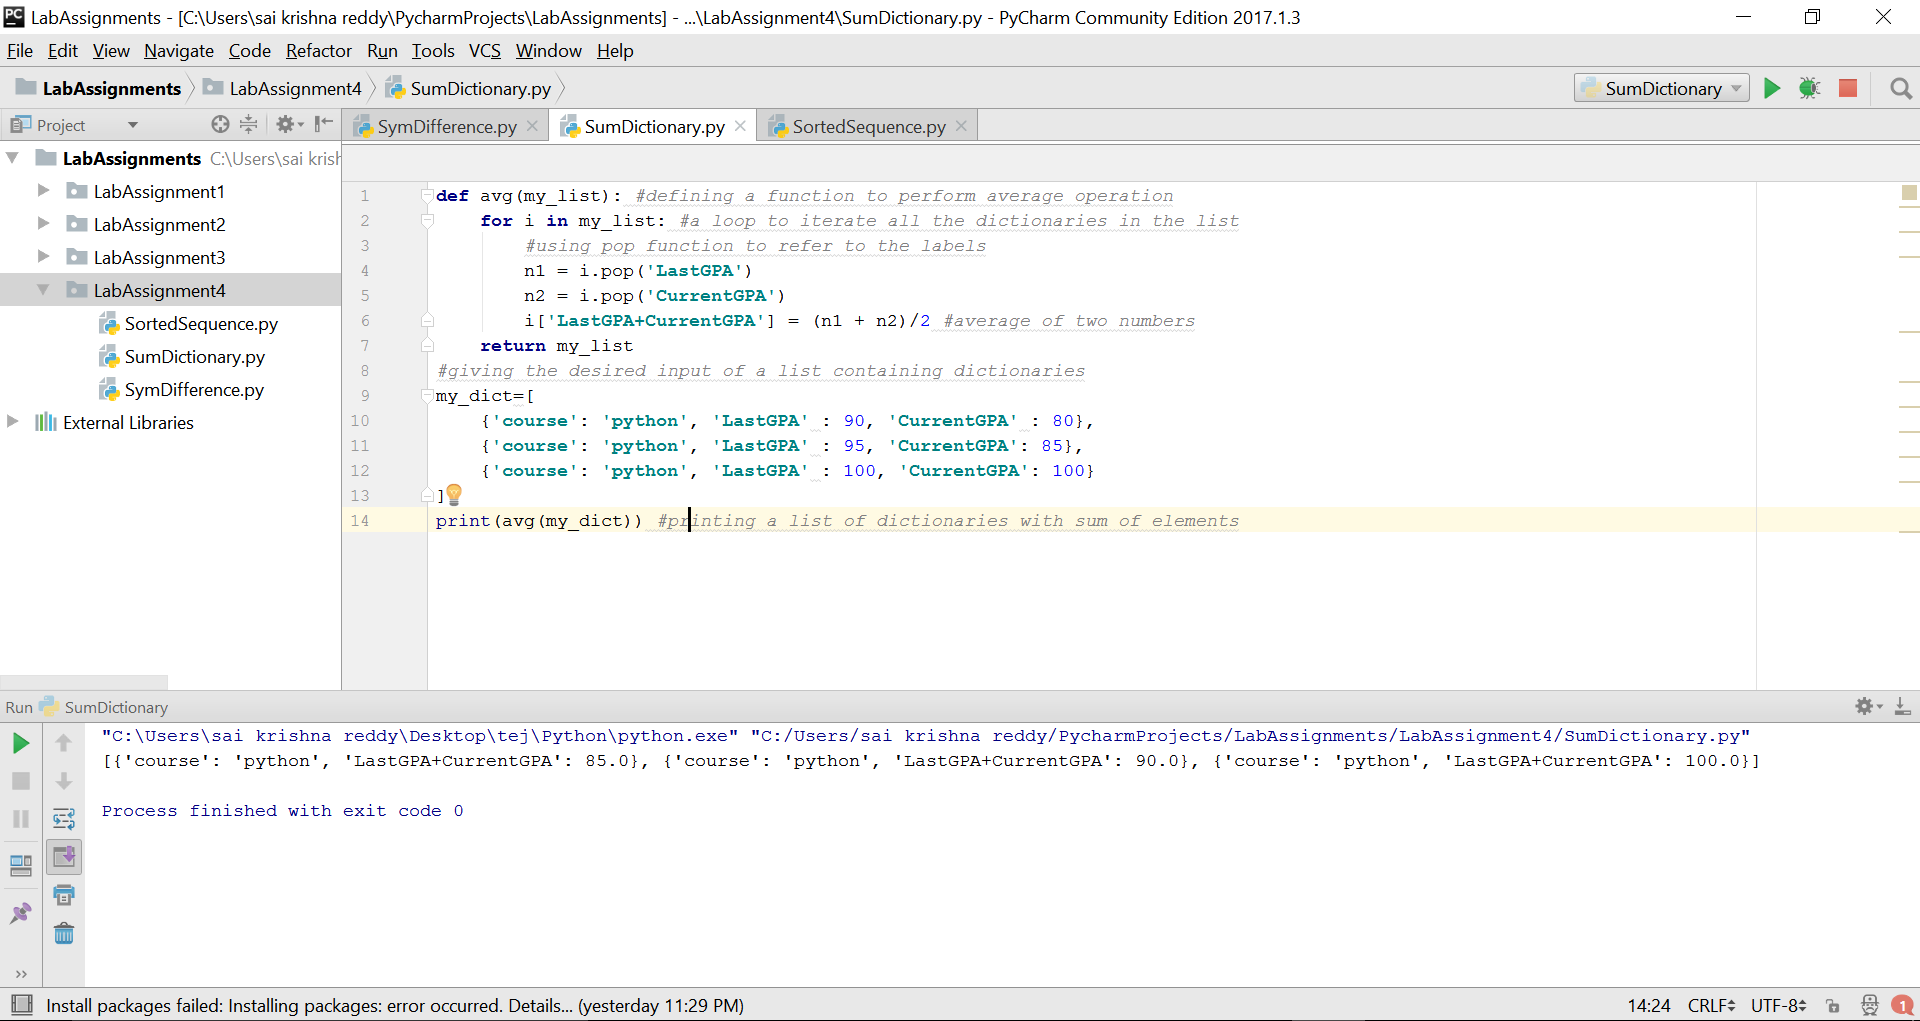 PC LabAssignments - [C:\Users\sai krishna reddy\PycharmProjects\LabAssignments] - ...\LabAssignment4\SumDictionary.py - PyCharm Community Edition 2017.1.3
File Edit View Navigate Code Refactor Run Tools VCS Window Help
LabAssignments LabAssignment4 SumDictionary.py SumDictionary
Project SymDifference.py SumDictionary.py SortedSequence.py
LabAssignments C:\Users\sai krish
LabAssignment1
LabAssignment2
LabAssignment3
LabAssignment4
SortedSequence.py
SumDictionary.py
SymDifference.py
External Libraries
1 def avg(my_list): #defining a function to perform average operation
2 for i in my_list: #a loop to iterate all the dictionaries in the list
3 #using pop function to refer to the labels
4 n1 = i.pop('LastGPA')
5 n2 = i.pop('CurrentGPA')
6 i['LastGPA+CurrentGPA'] = (n1 + n2)/2 #average of two numbers
7 return my_list
8 #giving the desired input of a list containing dictionaries
9 my_dict=[
10 {'course': 'python', 'LastGPA' : 90, 'CurrentGPA' : 80},
11 {'course': 'python', 'LastGPA' : 95, 'CurrentGPA': 85},
12 {'course': 'python', 'LastGPA' : 100, 'CurrentGPA': 100}
13 ]
14 print(avg(my_dict)) #printing a list of dictionaries with sum of elements
Run SumDictionary
"C:\Users\sai krishna reddy\Desktop\tej\Python\python.exe" "C:/Users/sai krishna reddy/PycharmProjects/LabAssignments/LabAssignment4/SumDictionary.py"
[{'course': 'python', 'LastGPA+CurrentGPA': 85.0}, {'course': 'python', 'LastGPA+CurrentGPA': 90.0}, {'course': 'python', 'LastGPA+CurrentGPA': 100.0}]
Process finished with exit code 0
Install packages failed: Installing packages: error occurred. Details... (yesterday 11:29 PM) 14:24 CRLF UTF-8 1